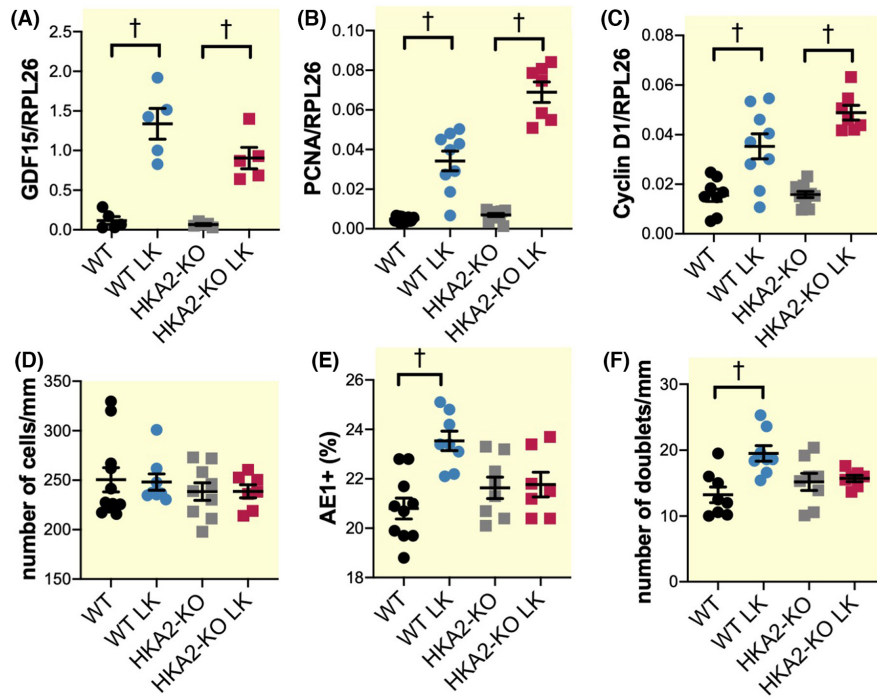 (A)
GDF15/RPL26
2.5
2.0
1.5
1.0
0.5
0.0
†
†
WT
WT LK
HKA2-KO
HKA2-KO LK
(B)
PCNA/RPL26
0.10
0.08
0.06
0.04
0.02
0.00
†
†
WT
WT LK
HKA2-KO
HKA2-KO LK
(C)
Cyclin D1/RPL26
0.08
0.06
0.04
0.02
0.00
†
†
WT
WT LK
HKA2-KO
HKA2-KO LK
(D)
number of cells/mm
350
300
250
200
150
WT
WT LK
HKA2-KO
HKA2-KO LK
(E)
AE1+ (%)
26
24
22
20
18
†
WT
WT LK
HKA2-KO
HKA2-KO LK
(F)
number of doublets/mm
30
20
10
0
†
WT
WT LK
HKA2-KO
HKA2-KO LK